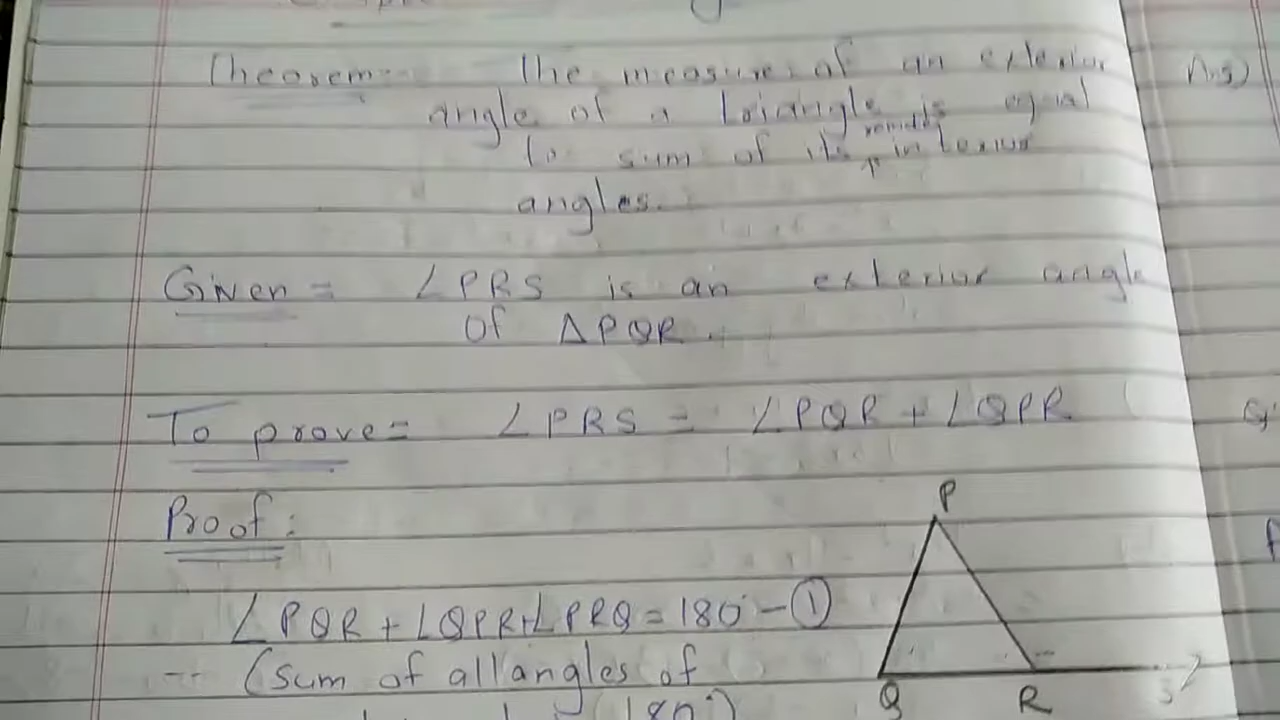 Theorem= The measure of an exterior
angle of a triangle is equal
to sum of its remote interior
angles.
Given = ∠PRS is an exterior angle
of ΔPQR.
To prove= ∠PRS = ∠PQR + ∠QPR
Proof:
P
∠PQR + ∠QPR+∠PRQ = 180 - ①
(sum of all angles of
180°)
Q R S